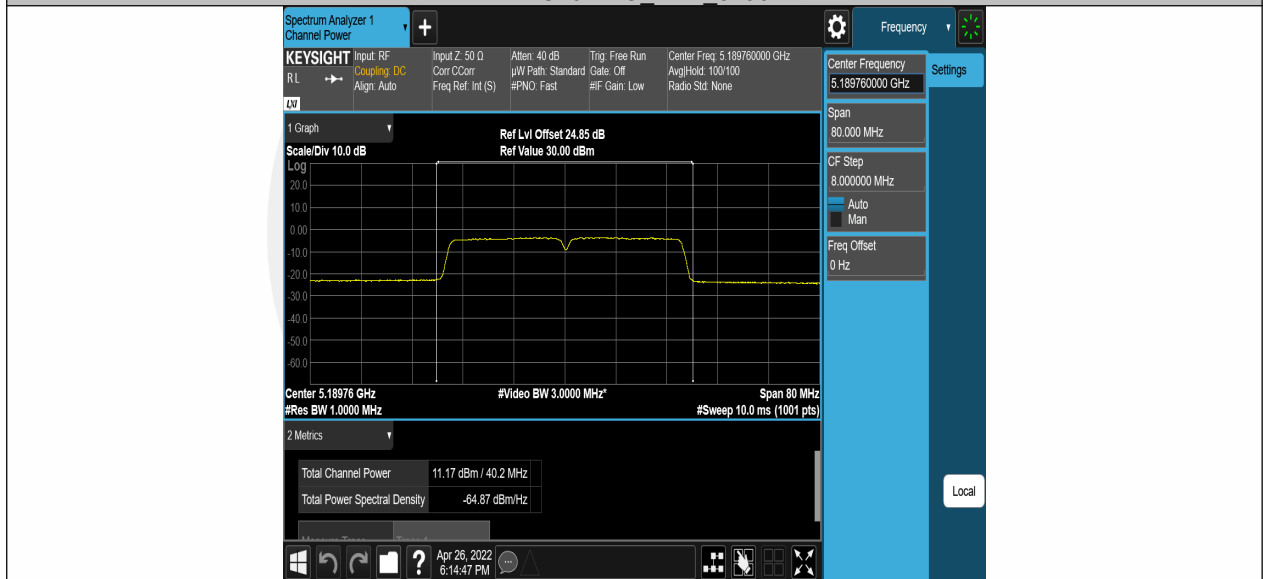 Spectrum Analyzer 1
Channel Power
+
Frequency
KEYSIGHT
RL
LXI
Input: RF
Coupling: DC
Align: Auto
Input Z: 50 Ω
Corr CCorr
Freq Ref: Int (S)
Atten: 40 dB
µW Path: Standard
#PNO: Fast
Trig: Free Run
Gate: Off
#IF Gain: Low
Center Freq: 5.189760000 GHz
Avg|Hold: 100/100
Radio Std: None
Center Frequency
5.189760000 GHz
Settings
Span
80.000 MHz
CF Step
8.000000 MHz
Auto
Man
Freq Offset
0 Hz
Local
1 Graph
Scale/Div 10.0 dB
Ref Lvl Offset 24.85 dB
Ref Value 30.00 dBm
Log
20.0
10.0
0.00
-10.0
-20.0
-30.0
-40.0
-50.0
-60.0
Center 5.18976 GHz
#Video BW 3.0000 MHz*
Span 80 MHz
#Res BW 1.0000 MHz
#Sweep 10.0 ms (1001 pts)
2 Metrics
Total Channel Power 11.17 dBm / 40.2 MHz
Total Power Spectral Density -64.87 dBm/Hz
?
Apr 26, 2022
6:14:47 PM